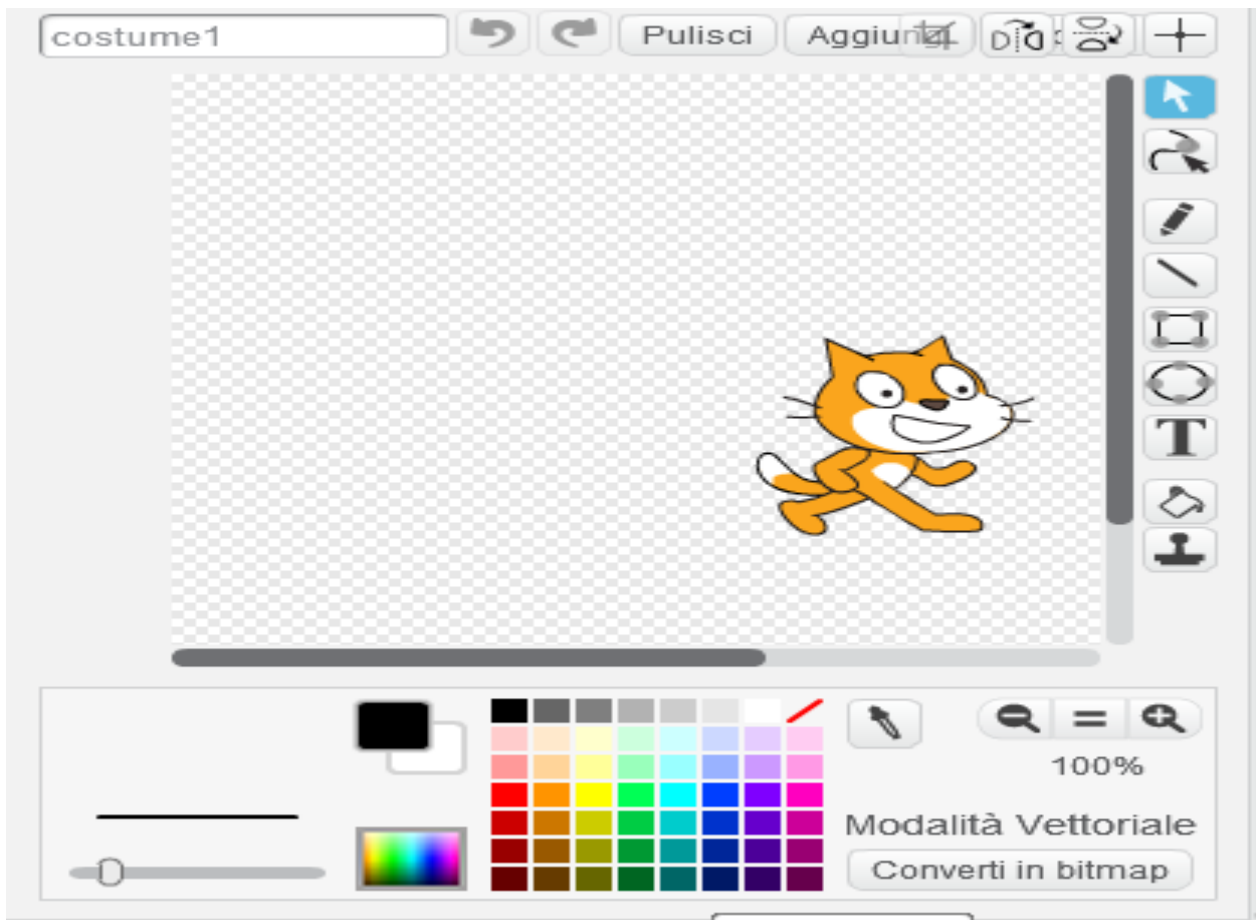 costume1
Pulisci
T
100%
Modalità Vettoriale
Converti in bitmap